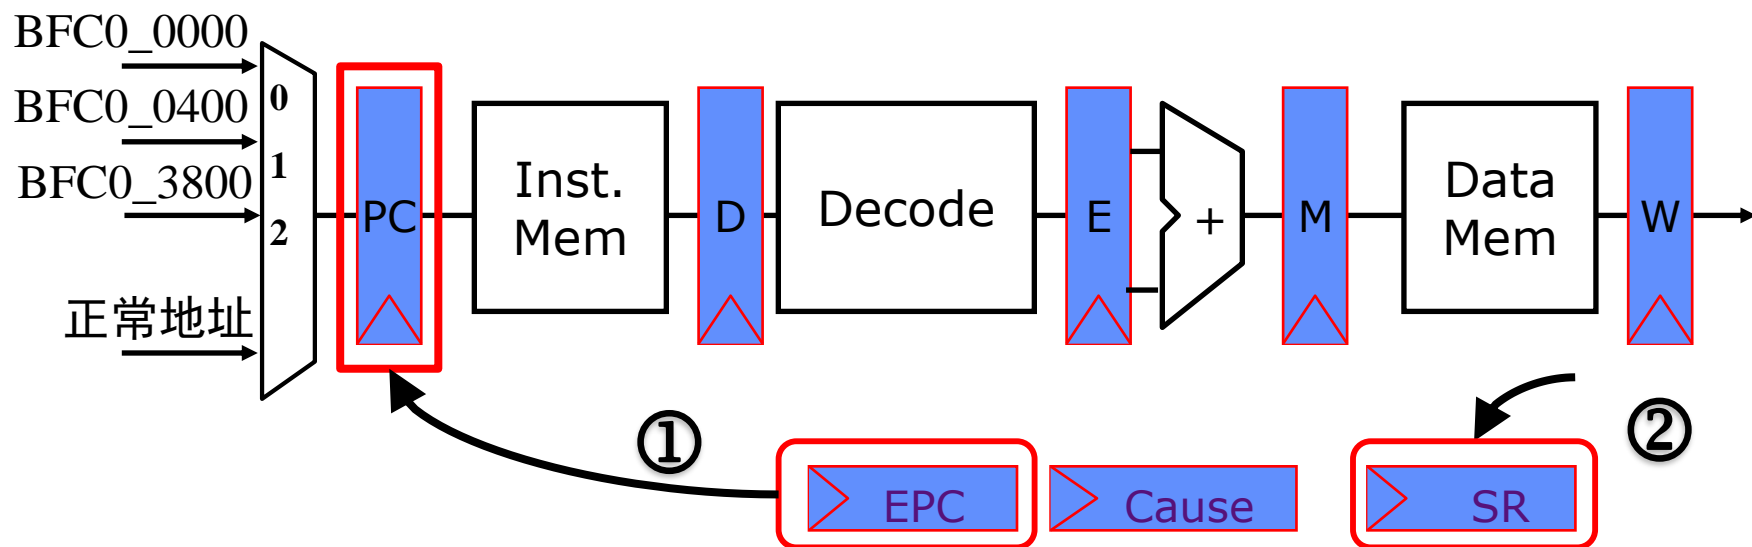 BFC0_0000
BFC0_0400
BFC0_3800
正常地址
0
1
2
PC
Inst.
Mem
D
Decode
E
+
M
Data
Mem
W
①
②
EPC
Cause
SR